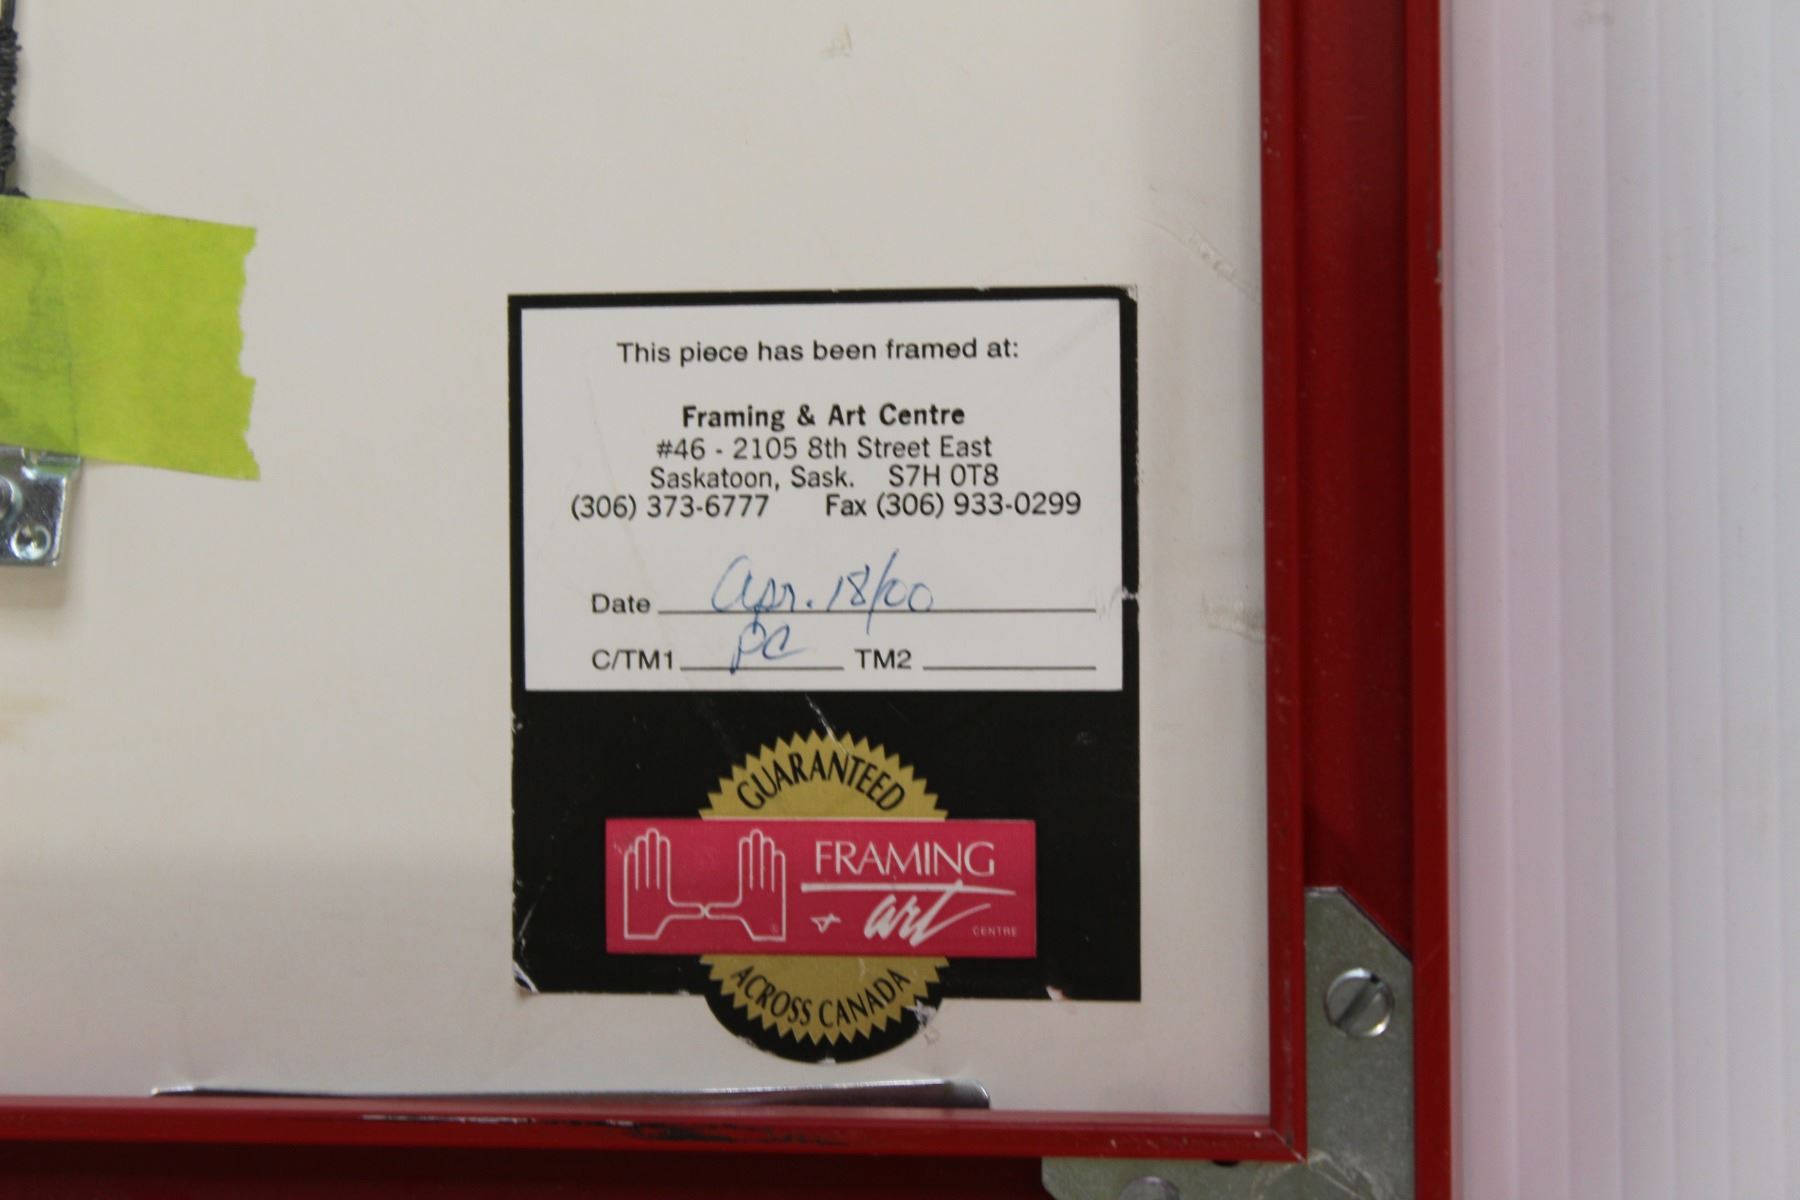 This piece has been framed at:
Framing & Art Centre
#46 - 2105 8th Street East
Saskatoon, Sask. S7H 0T8
(306) 373-6777 Fax (306) 933-0299
Date Apr. 18/00
C/TM1 PC TM2
GUARANTEED
FRAMING
& art CENTRE
ACROSS CANADA